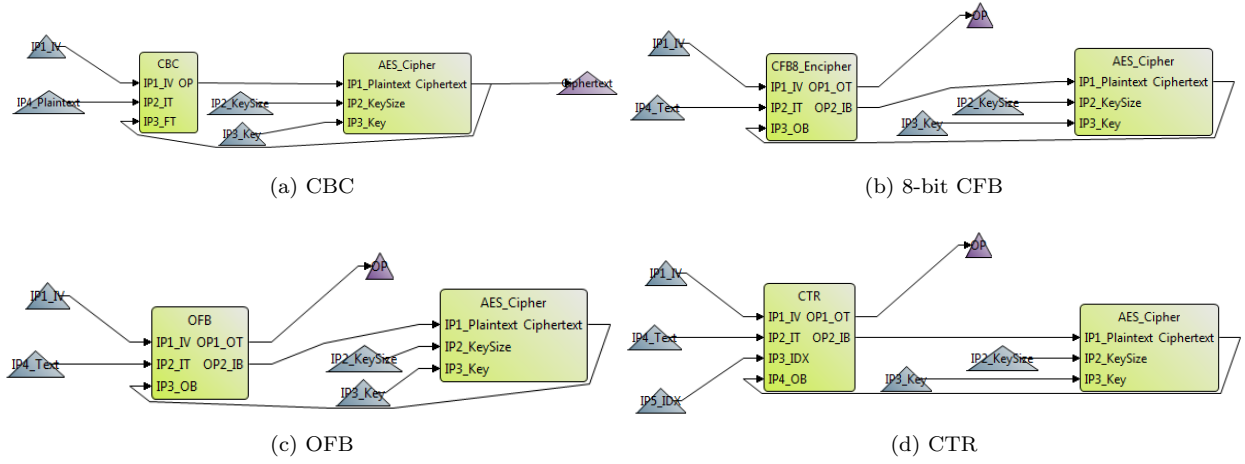 IP1_IV
CBC
IP1_IV OP
IP2_IT
IP3_FT
IP4_Plaintext
IP2_KeySize
IP3_Key
AES_Cipher
IP1_Plaintext Ciphertext
IP2_KeySize
IP3_Key
Ciphertext
(a) CBC
OP
IP1_IV
CFB8_Encipher
IP1_IV OP1_OT
IP2_IT OP2_IB
IP3_OB
IP4_Text
IP2_KeySize
IP3_Key
AES_Cipher
IP1_Plaintext Ciphertext
IP2_KeySize
IP3_Key
(b) 8-bit CFB
OP
IP1_IV
OFB
IP1_IV OP1_OT
IP2_IT OP2_IB
IP3_OB
IP4_Text
IP2_KeySize
IP3_Key
AES_Cipher
IP1_Plaintext Ciphertext
IP2_KeySize
IP3_Key
(c) OFB
OP
IP1_IV
CTR
IP1_IV OP1_OT
IP2_IT OP2_IB
IP3_IDX
IP4_OB
IP4_Text
IP5_IDX
IP2_KeySize
IP3_Key
AES_Cipher
IP1_Plaintext Ciphertext
IP2_KeySize
IP3_Key
(d) CTR